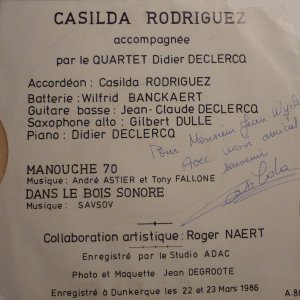 CASILDA RODRIGUEZ
accompagnée
par le QUARTET Didier DECLERCQ
Accordéon : Casilda RODRIGUEZ
Batterie : Wilfrid BANCKAERT
Guitare basse : Jean-Claude DECLERCQ
Saxophone alto : Gilbert DULLE
Piano : Didier DECLERCQ
Pour Monsieur Jean
Avec mon amical
souvenir
Casilda
MANOUCHE 70
Musique : André ASTIER et Tony FALLONE
DANS LE BOIS SONORE
Musique : SAVSOV
Collaboration artistique : Roger NAERT
Enregistré par le Studio ADAC
Photo et Maquette Jean DEGROOTE
Enregistré à Dunkerque les 22 et 23 Mars 1986